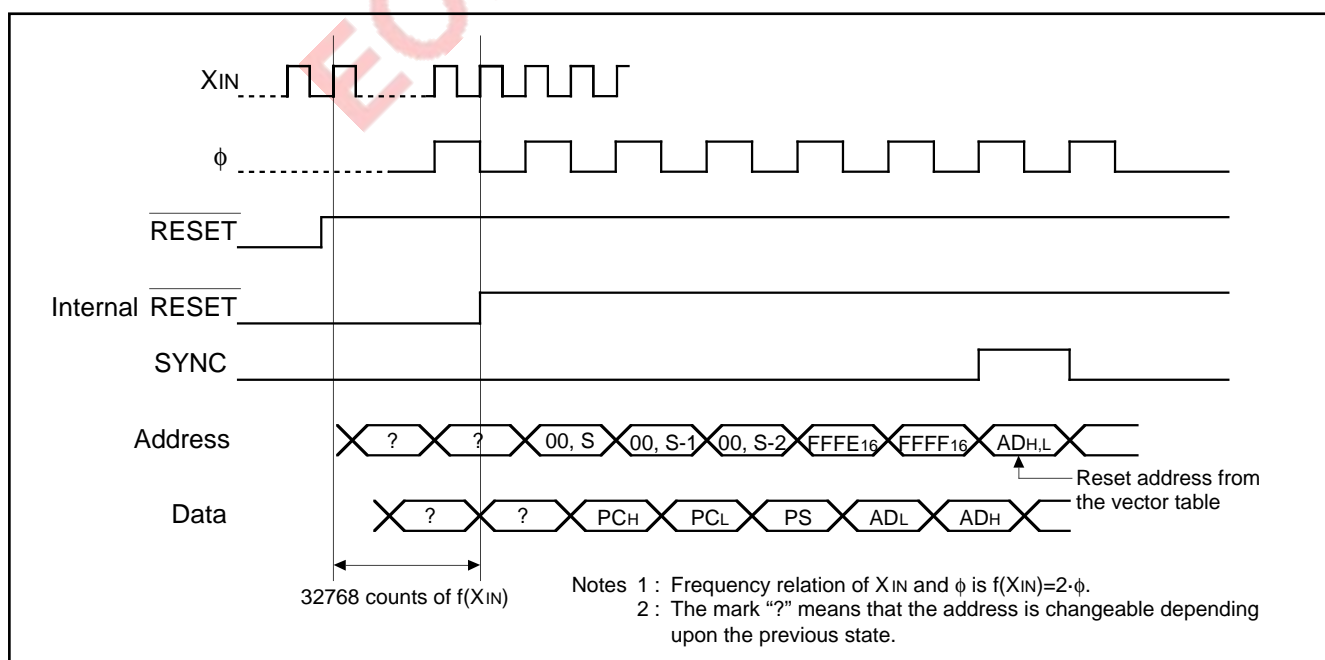 EC
XIN
ϕ
RESET
Internal RESET
SYNC
Address ? ? 00, S 00, S-1 00, S-2 FFFE16 FFFF16 ADH,L
Reset address from
the vector table
Data ? ? PCH PCL PS ADL ADH
32768 counts of f(XIN)
Notes 1 : Frequency relation of XIN and ϕ is f(XIN)=2·ϕ.
2 : The mark “?” means that the address is changeable depending
upon the previous state.